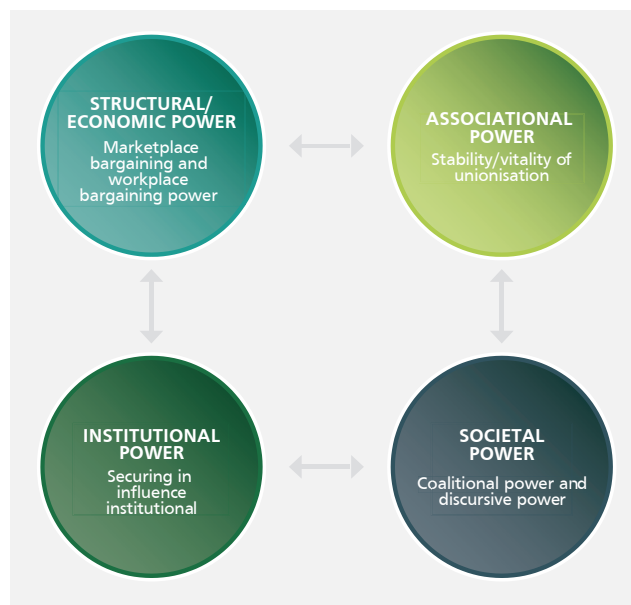 STRUCTURAL/
ECONOMIC POWER
Marketplace
bargaining and
workplace
bargaining power
ASSOCIATIONAL
POWER
Stability/vitality of
unionisation
INSTITUTIONAL
POWER
Securing in
influence
institutional
SOCIETAL
POWER
Coalitional power and
discursive power